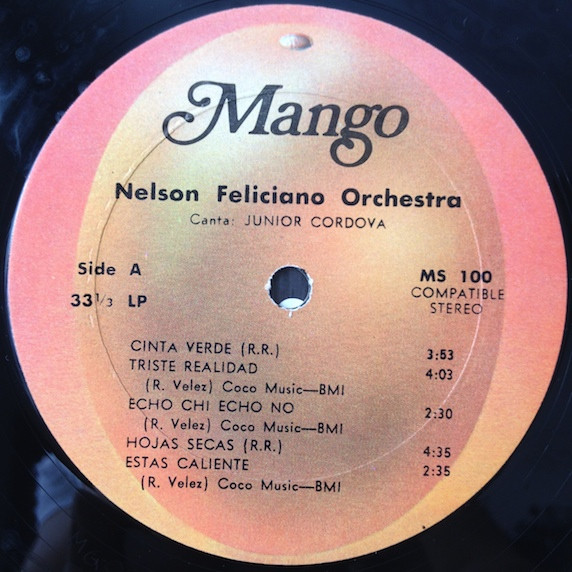 Mango
Nelson Feliciano Orchestra
Canta: JUNIOR CORDOVA
Side A
33 1/3 LP
MS 100
COMPATIBLE
STEREO
CINTA VERDE (R.R.) 3:53
TRISTE REALIDAD 4:03
(R. Velez) Coco Music—BMI
ECHO CHI ECHO NO 2:30
(R. Velez) Coco Music—BMI
HOJAS SECAS (R.R.) 4:35
ESTAS CALIENTE 2:35
(R. Velez) Coco Music—BMI